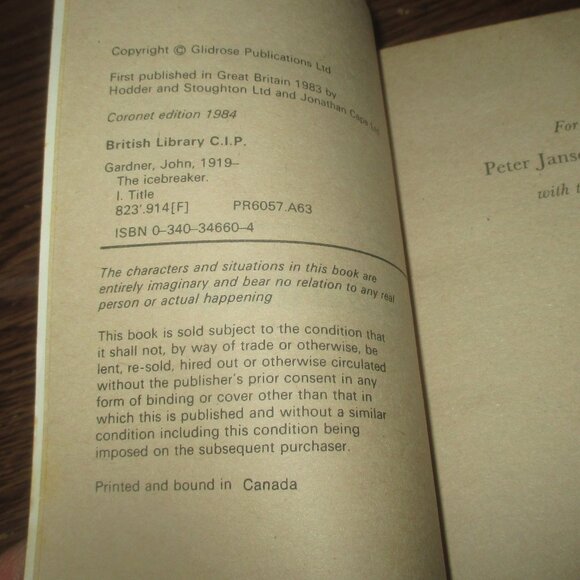 Copyright © Glidrose Publications Ltd
First published in Great Britain 1983 by
Hodder and Stoughton Ltd and Jonathan Cape Ltd
Coronet edition 1984
British Library C.I.P.
Gardner, John, 1919–
The icebreaker.
I. Title
823'.914[F] PR6057.A63
ISBN 0–340–34660–4
The characters and situations in this book are
entirely imaginary and bear no relation to any real
person or actual happening
This book is sold subject to the condition that
it shall not, by way of trade or otherwise, be
lent, re-sold, hired out or otherwise circulated
without the publisher's prior consent in any
form of binding or cover other than that in
which this is published and without a similar
condition including this condition being
imposed on the subsequent purchaser.
Printed and bound in Canada
For
Peter Jans
with